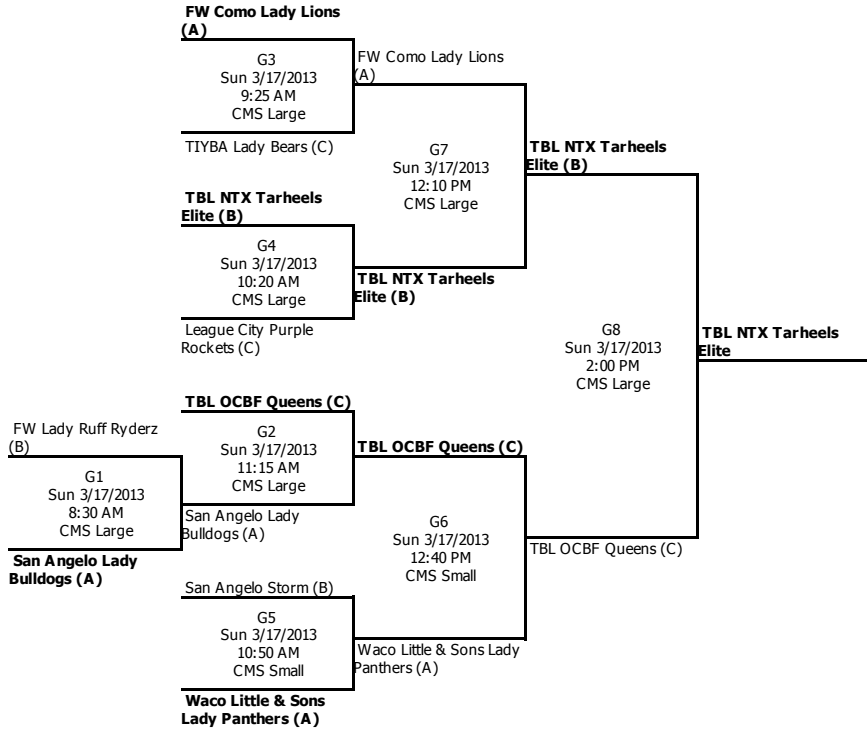 FW Como Lady Lions
(A)
G3
Sun 3/17/2013
9:25 AM
CMS Large
FW Como Lady Lions
(A)
TIYBA Lady Bears (C)
G7
Sun 3/17/2013
12:10 PM
CMS Large
TBL NTX Tarheels
Elite (B)
TBL NTX Tarheels
Elite (B)
G4
Sun 3/17/2013
10:20 AM
CMS Large
TBL NTX Tarheels
Elite (B)
League City Purple
Rockets (C)
G8
Sun 3/17/2013
2:00 PM
CMS Large
TBL NTX Tarheels
Elite
TBL OCBF Queens (C)
FW Lady Ruff Ryderz
(B)
G2
Sun 3/17/2013
11:15 AM
CMS Large
TBL OCBF Queens (C)
G1
Sun 3/17/2013
8:30 AM
CMS Large
San Angelo Lady
Bulldogs (A)
G6
Sun 3/17/2013
12:40 PM
CMS Small
TBL OCBF Queens (C)
San Angelo Lady
Bulldogs (A)
San Angelo Storm (B)
G5
Sun 3/17/2013
10:50 AM
CMS Small
Waco Little & Sons Lady
Panthers (A)
Waco Little & Sons
Lady Panthers (A)